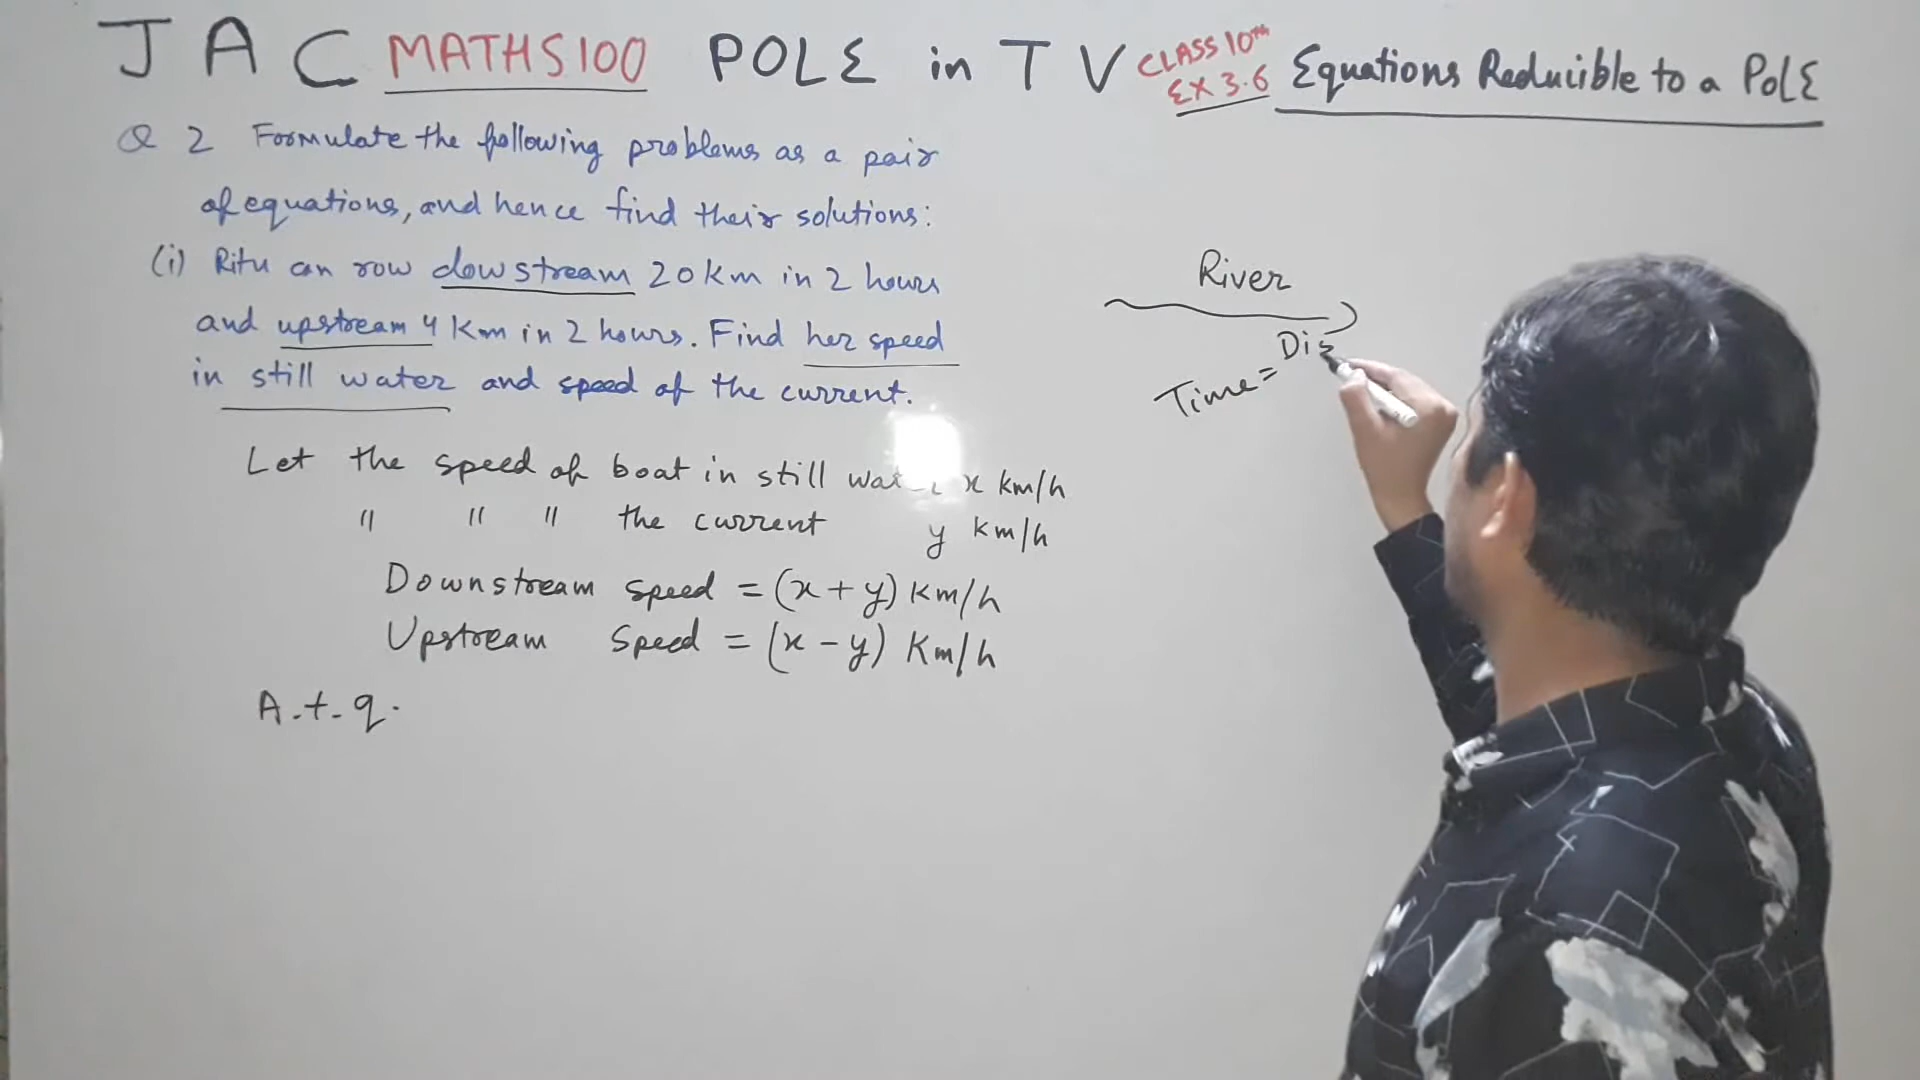 JAC MATHS100 POLE in TV CLASS 10th EX 3.6 Equations Reducible to a POLE
Q 2 Formulate the following problems as a pair
of equations, and hence find their solutions:
(i) Ritu can row dowstream 20 km in 2 hours
and upstream 4 Km in 2 hours. Find her speed
in still water and speed of the current.
River
Time = Dis
Let the speed of boat in still x km/h
" " " the current y km/h
Downstream speed = (x + y) Km/h
Upstream Speed = (x - y) Km/h
A.t.q.